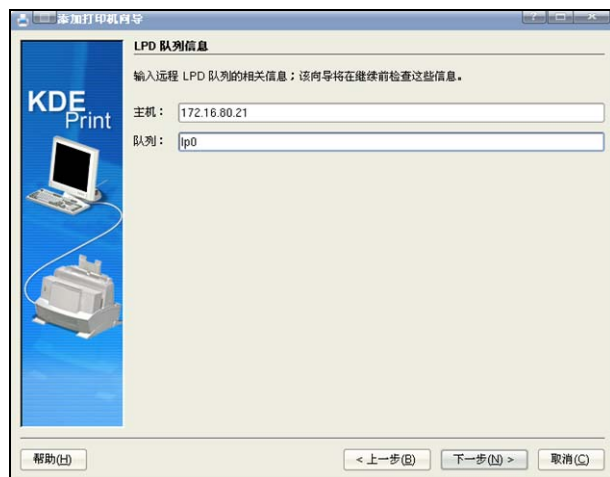 添加打印机向导
LPD 队列信息
输入远程 LPD 队列的相关信息；该向导将在继续前检查这些信息。
KDE
Print
主机： 172.16.80.21
队列： lp0
帮助(H) < 上一步(B) 下一步(N) > 取消(C)